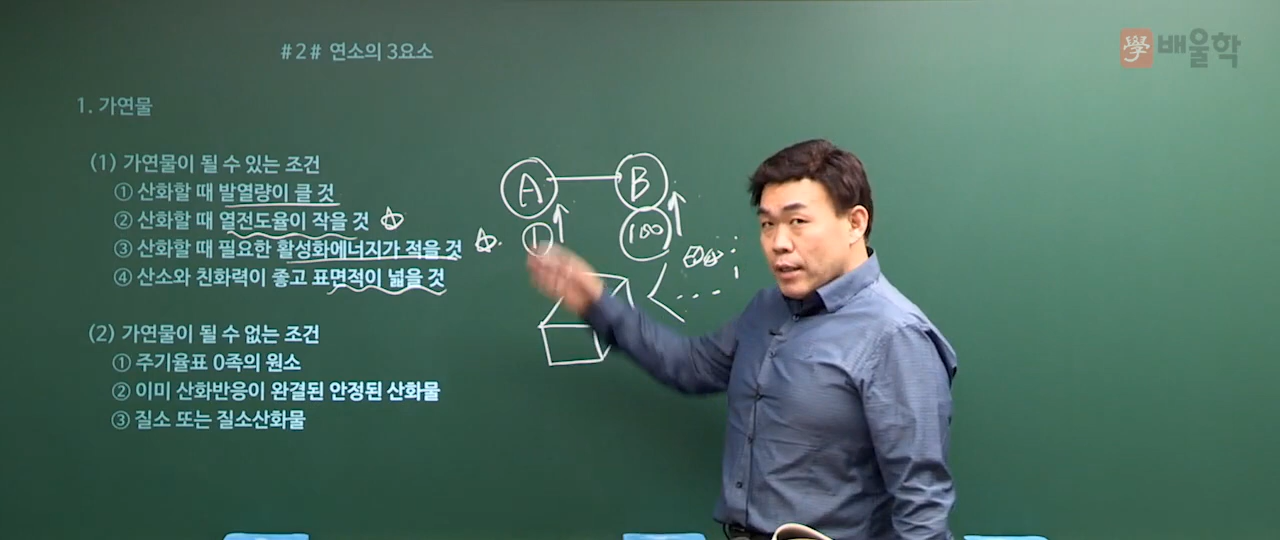 #2# 연소의 3요소
學 배울학
1. 가연물
(1) 가연물이 될 수 있는 조건
① 산화할 때 발열량이 클 것
② 산화할 때 열전도율이 작을 것
③ 산화할 때 필요한 활성화에너지가 적을 것
④ 산소와 친화력이 좋고 표면적이 넓을 것
(2) 가연물이 될 수 없는 조건
① 주기율표 0족의 원소
② 이미 산화반응이 완결된 안정된 산화물
③ 질소 또는 질소산화물
A B
1 100